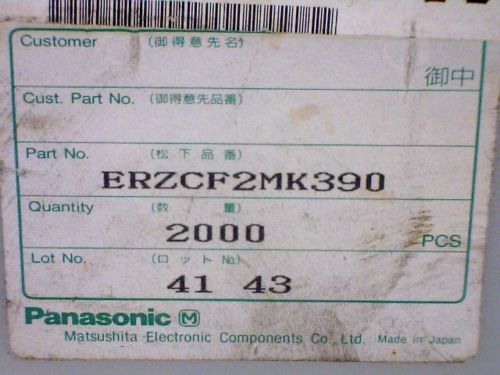 Customer (御得意先名)
御中
Cust. Part No. (御得意先品番)
Part No. (松下品番)
ERZCF2MK390
Quantity (数量)
2000 PCS
Lot No. (ロット№)
41 43
Panasonic M
Matsushita Electronic Components Co., Ltd. Made in Japan